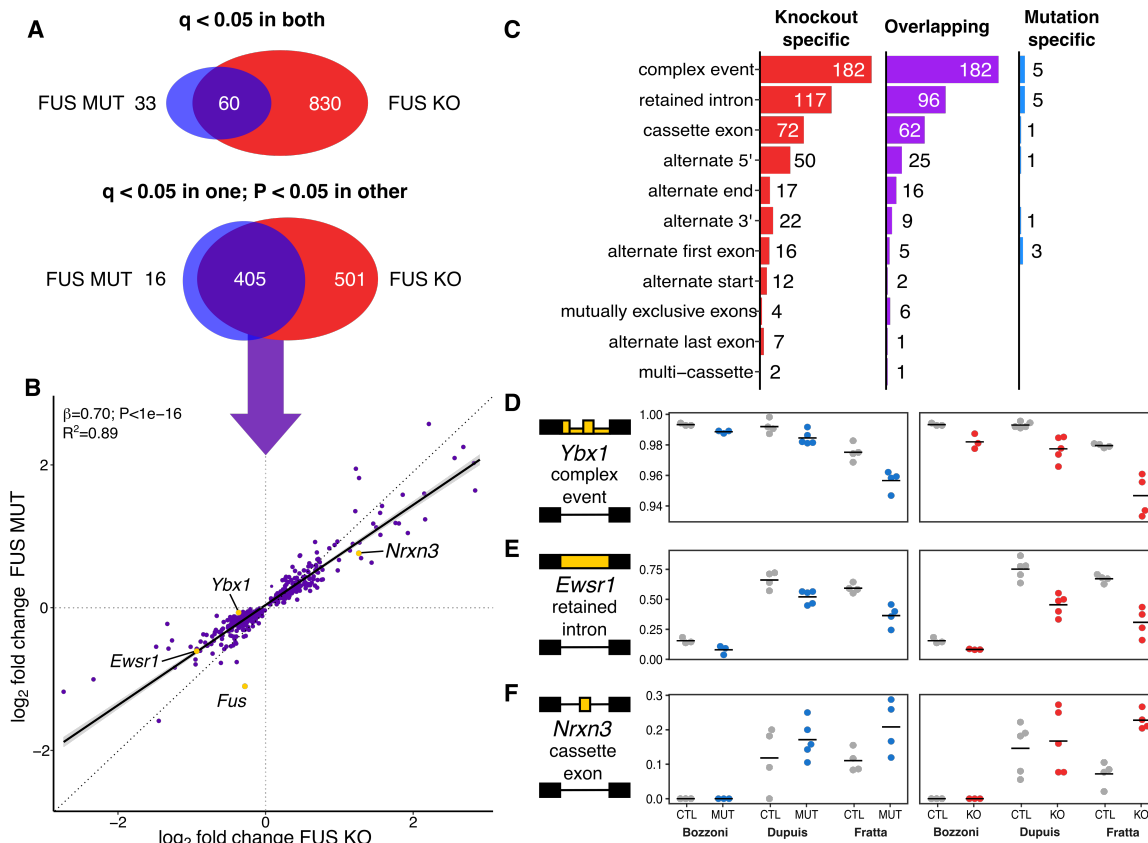 A
q < 0.05 in both
FUS MUT 33 60 830 FUS KO
q < 0.05 in one; P < 0.05 in other
FUS MUT 16 405 501 FUS KO
B
β=0.70; P<1e−16
R²=0.89
log₂ fold change FUS MUT
2
0
−2
Nrxn3
Ybx1
Ewsr1
Fus
−2 0 2
log₂ fold change FUS KO
C
Knockout specific
Overlapping
Mutation specific
complex event 182 182 5
retained intron 117 96 5
cassette exon 72 62 1
alternate 5' 50 25 1
alternate end 17 16
alternate 3' 22 9 1
alternate first exon 16 5 3
alternate start 12 2
mutually exclusive exons 4 6
alternate last exon 7 1
multi−cassette 2 1
D
Ybx1
complex
event
1.00
0.98
0.96
0.94
E
Ewsr1
retained
intron
0.75
0.50
0.25
0.00
F
Nrxn3
cassette
exon
0.3
0.2
0.1
0.0
CTL MUT CTL MUT CTL MUT CTL KO CTL KO CTL KO
Bozzoni Dupuis Fratta Bozzoni Dupuis Fratta